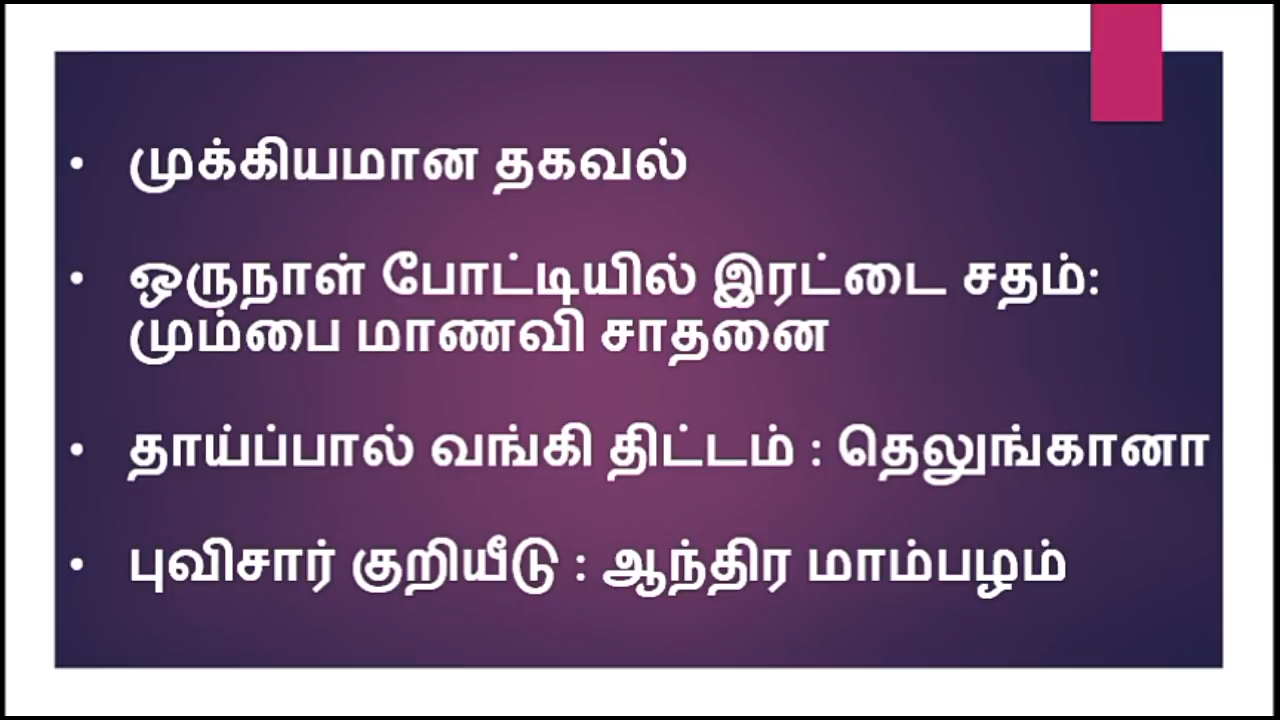 • முக்கியமான தகவல்
• ஒருநாள் போட்டியில் இரட்டை சதம்:
மும்பை மாணவி சாதனை
• தாய்ப்பால் வங்கி திட்டம் : தெலுங்கானா
• புவிசார் குறியீடு : ஆந்திர மாம்பழம்